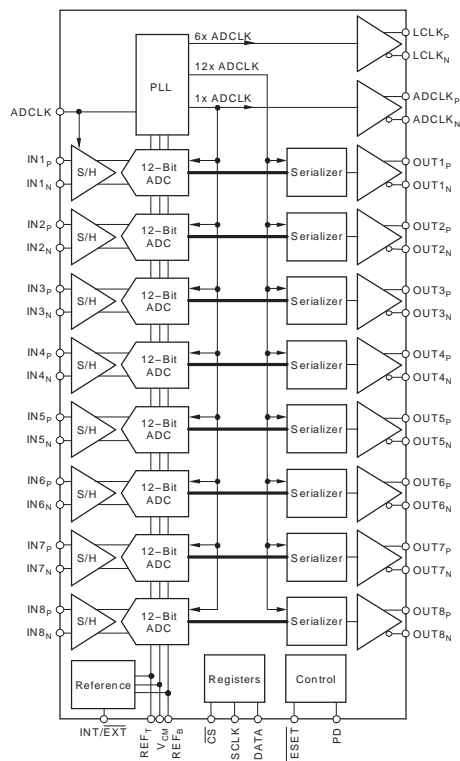 6x ADCLK
LCLKP
LCLKN
PLL
12x ADCLK
1x ADCLK
ADCLKP
ADCLKN
ADCLK
IN1P
IN1N
S/H
12–Bit
ADC
Serializer
OUT1P
OUT1N
IN2P
IN2N
S/H
12–Bit
ADC
Serializer
OUT2P
OUT2N
IN3P
IN3N
S/H
12–Bit
ADC
Serializer
OUT3P
OUT3N
IN4P
IN4N
S/H
12–Bit
ADC
Serializer
OUT4P
OUT4N
IN5P
IN5N
S/H
12–Bit
ADC
Serializer
OUT5P
OUT5N
IN6P
IN6N
S/H
12–Bit
ADC
Serializer
OUT6P
OUT6N
IN7P
IN7N
S/H
12–Bit
ADC
Serializer
OUT7P
OUT7N
IN8P
IN8N
S/H
12–Bit
ADC
Serializer
OUT8P
OUT8N
Reference
Registers
Control
INT/EXT
REFT
VCM
REFB
CS
SCLK
DATA
ESET
PD